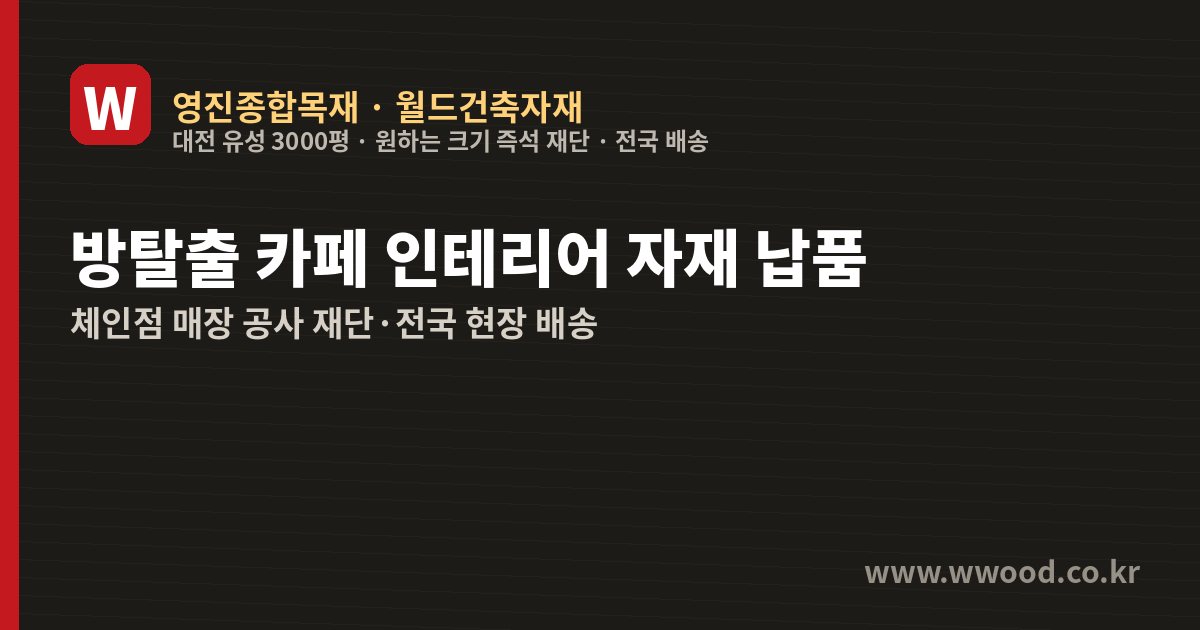 W
영진종합목재 · 월드건축자재
대전 유성 3000평 · 원하는 크기 즉석 재단 · 전국 배송
방탈출 카페 인테리어 자재 납품
체인점 매장 공사 재단·전국 현장 배송
www.wwood.co.kr